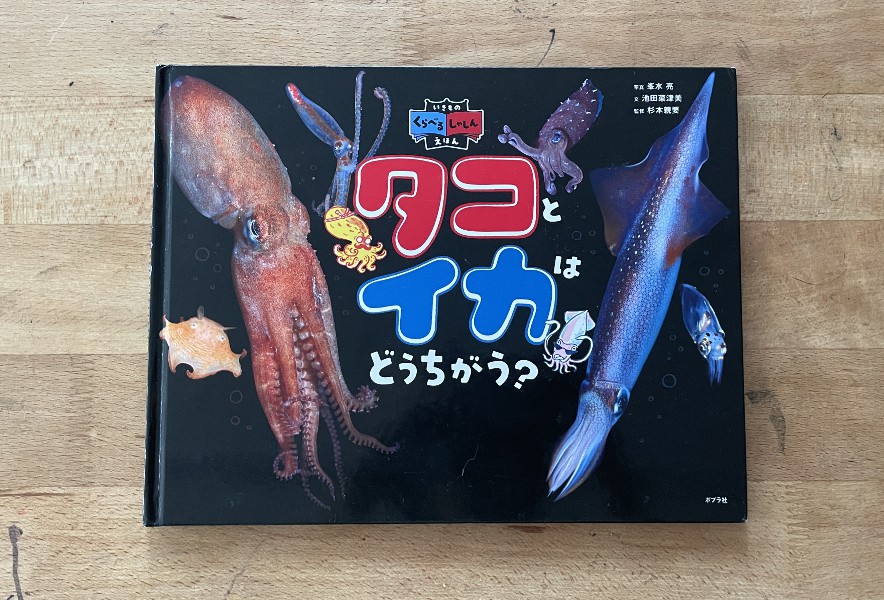 いきもの
くらべる しゃしん
えほん
写真 峯水 亮
文 池田菜津美
監修 杉本親要
タコと
イカは
どうちがう?
ポプラ社